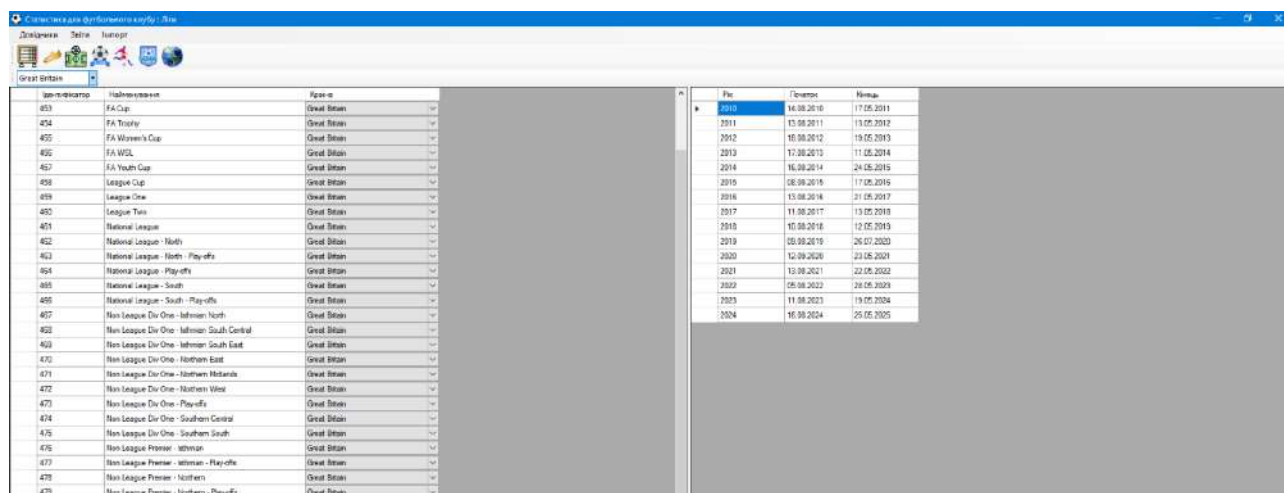 Статистика для футбольного клубу : Ліги
Довідники Звіти Імпорт
Great Britain
Ідентифікатор Найменування Країна
453 FA Cup Great Britain
454 FA Trophy Great Britain
455 FA Women's Cup Great Britain
456 FA WSL Great Britain
457 FA Youth Cup Great Britain
458 League Cup Great Britain
459 League One Great Britain
460 League Two Great Britain
461 National League Great Britain
462 National League - North Great Britain
463 National League - North - Play-offs Great Britain
464 National League - Play-offs Great Britain
465 National League - South Great Britain
466 National League - South - Play-offs Great Britain
467 Non League Div One - Isthmian North Great Britain
468 Non League Div One - Isthmian South Central Great Britain
469 Non League Div One - Isthmian South East Great Britain
470 Non League Div One - Northern East Great Britain
471 Non League Div One - Northern Midlands Great Britain
472 Non League Div One - Northern West Great Britain
473 Non League Div One - Play-offs Great Britain
474 Non League Div One - Southern Central Great Britain
475 Non League Div One - Southern South Great Britain
476 Non League Premier - Isthmian Great Britain
477 Non League Premier - Isthmian - Play-offs Great Britain
478 Non League Premier - Northern Great Britain
479 Non League Premier - Northern - Play-offs Great Britain
Рік Початок Кінець
2010 14.08.2010 17.05.2011
2011 13.08.2011 13.05.2012
2012 18.08.2012 19.05.2013
2013 17.08.2013 11.05.2014
2014 16.08.2014 24.05.2015
2015 08.08.2015 17.05.2016
2016 13.08.2016 21.05.2017
2017 11.08.2017 13.05.2018
2018 10.08.2018 12.05.2019
2019 09.08.2019 26.07.2020
2020 12.09.2020 23.05.2021
2021 13.08.2021 22.05.2022
2022 05.08.2022 28.05.2023
2023 11.08.2023 19.05.2024
2024 16.08.2024 25.05.2025